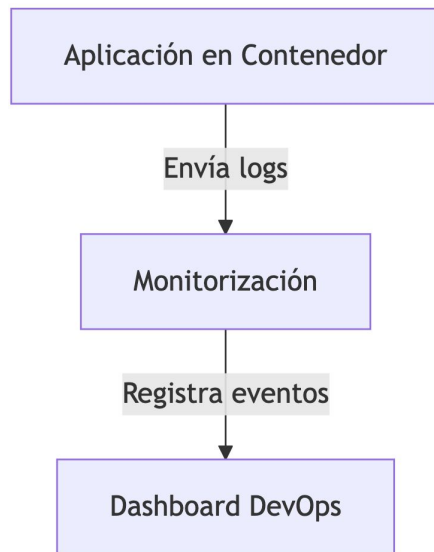 Aplicación en Contenedor
Envía logs
Monitorización
Registra eventos
Dashboard DevOps